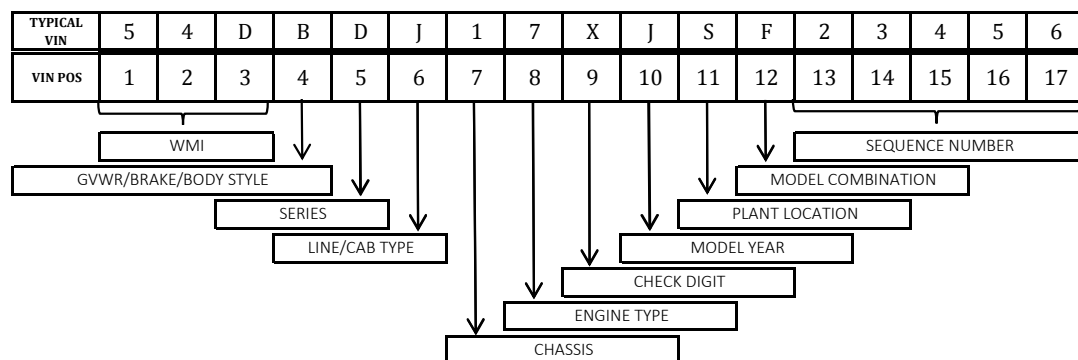 TYPICAL VIN 5 4 D B D J 1 7 X J S F 2 3 4 5 6
VIN POS 1 2 3 4 5 6 7 8 9 10 11 12 13 14 15 16 17
WMI SEQUENCE NUMBER
GVWR/BRAKE/BODY STYLE MODEL COMBINATION
SERIES PLANT LOCATION
LINE/CAB TYPE MODEL YEAR
CHECK DIGIT
ENGINE TYPE
CHASSIS